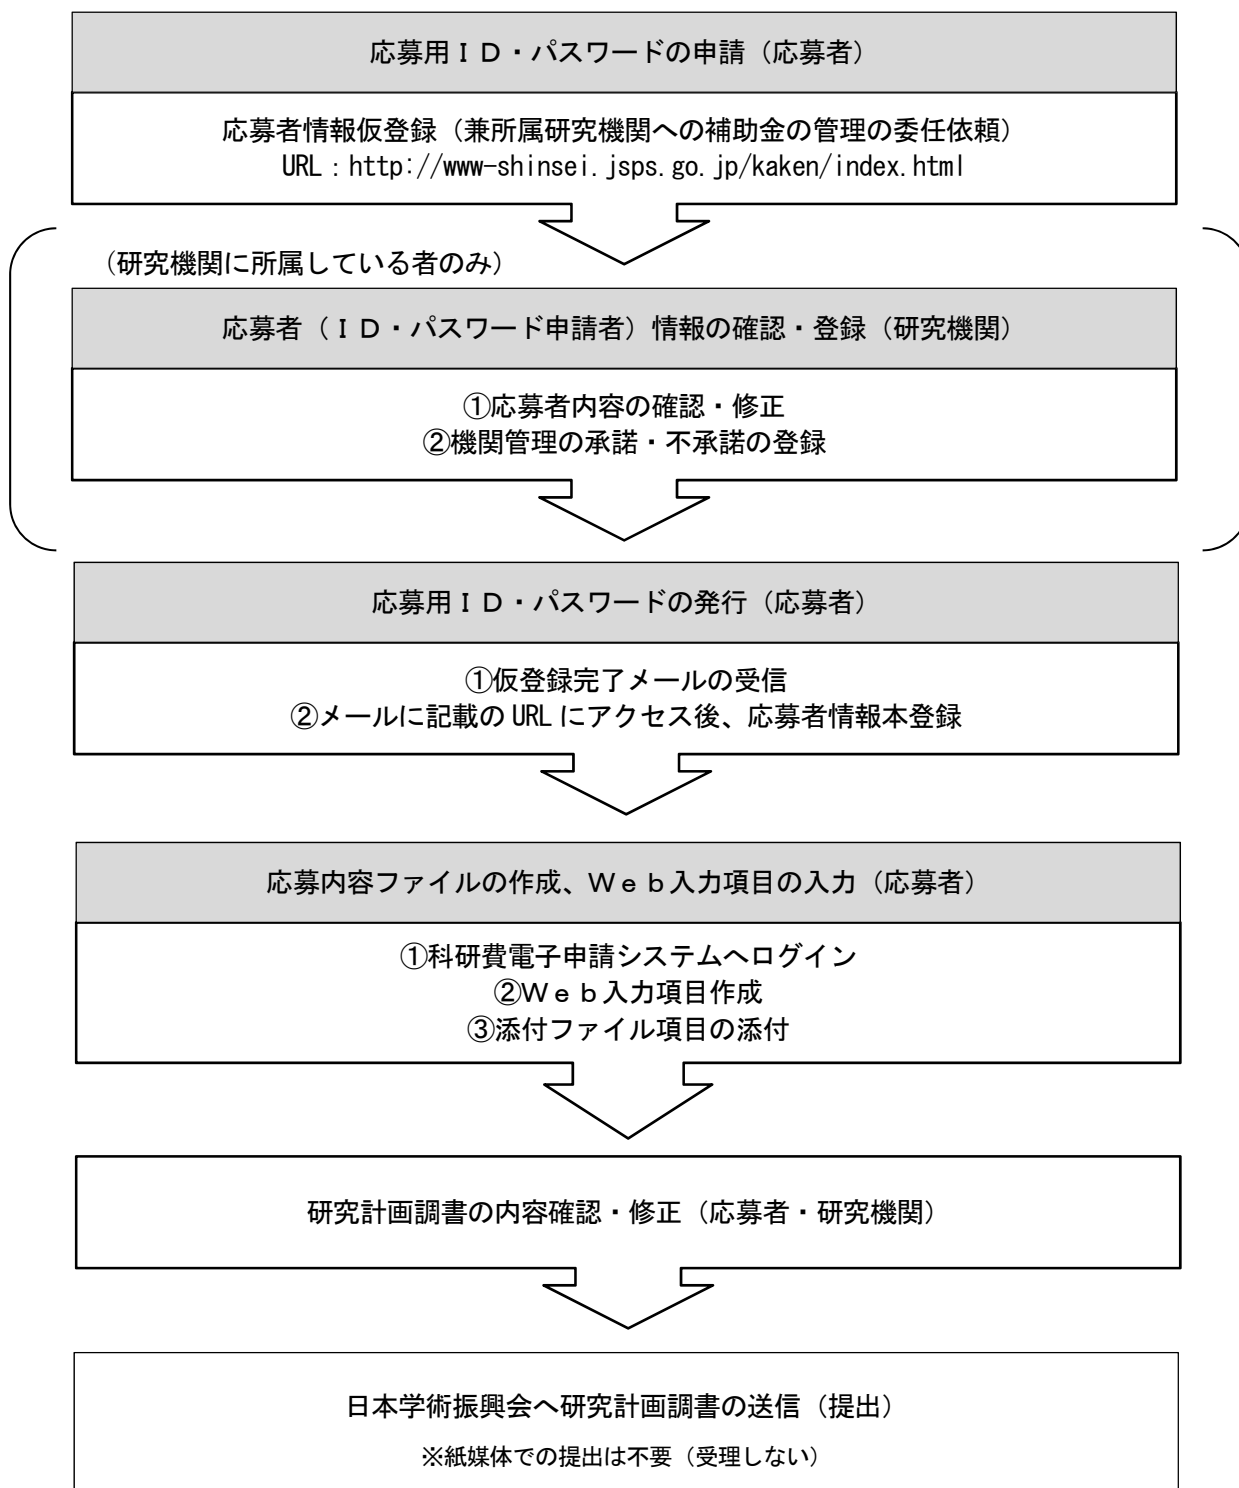 応募用ＩＤ・パスワードの申請（応募者）
応募者情報仮登録（兼所属研究機関への補助金の管理の委任依頼）
URL：http://www-shinsei.jsps.go.jp/kaken/index.html
（研究機関に所属している者のみ）
応募者（ＩＤ・パスワード申請者）情報の確認・登録（研究機関）
①応募者内容の確認・修正
②機関管理の承諾・不承諾の登録
応募用ＩＤ・パスワードの発行（応募者）
①仮登録完了メールの受信
②メールに記載の URL にアクセス後、応募者情報本登録
応募内容ファイルの作成、Ｗｅｂ入力項目の入力（応募者）
①科研費電子申請システムへログイン
②Ｗｅｂ入力項目作成
③添付ファイル項目の添付
研究計画調書の内容確認・修正（応募者・研究機関）
日本学術振興会へ研究計画調書の送信（提出）
※紙媒体での提出は不要（受理しない）